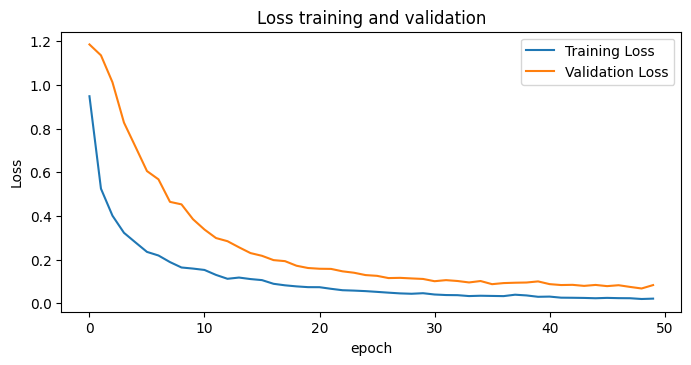 Loss training and validation
Training Loss
Validation Loss
1.2
1.0
0.8
0.6
0.4
0.2
0.0
Loss
0 10 20 30 40 50
epoch